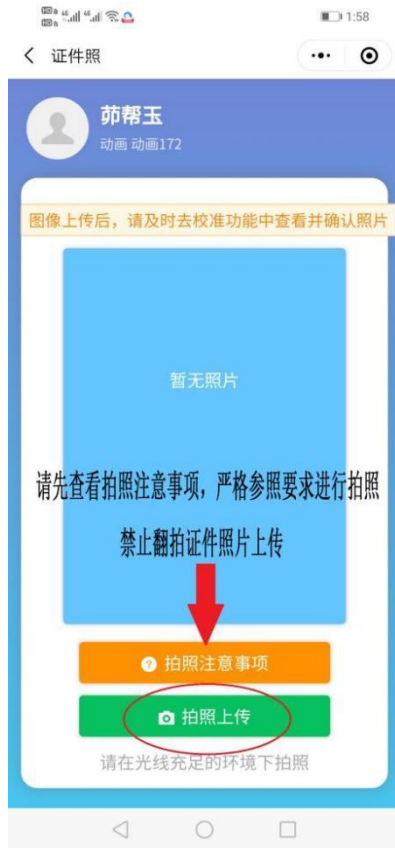 1:58
证件照
茆帮玉
动画 动画172
图像上传后，请及时去校准功能中查看并确认照片
暂无照片
请先查看拍照注意事项，严格参照要求进行拍照
禁止翻拍证件照片上传
拍照注意事项
拍照上传
请在光线充足的环境下拍照